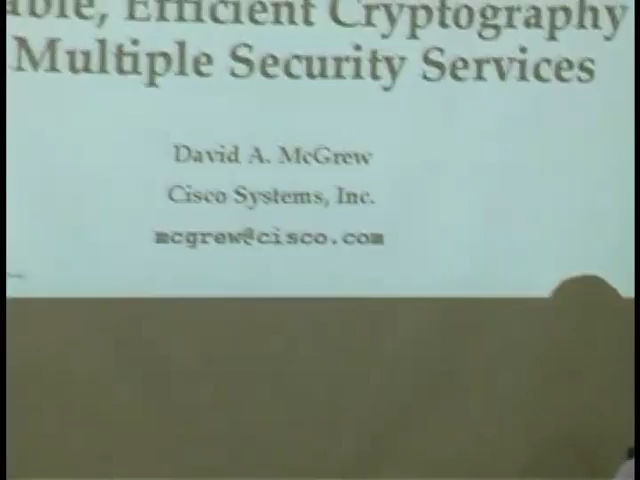 Efficient Cryptography
Multiple Security Services
David A. McGrew
Cisco Systems, Inc.
mcgrew@cisco.com